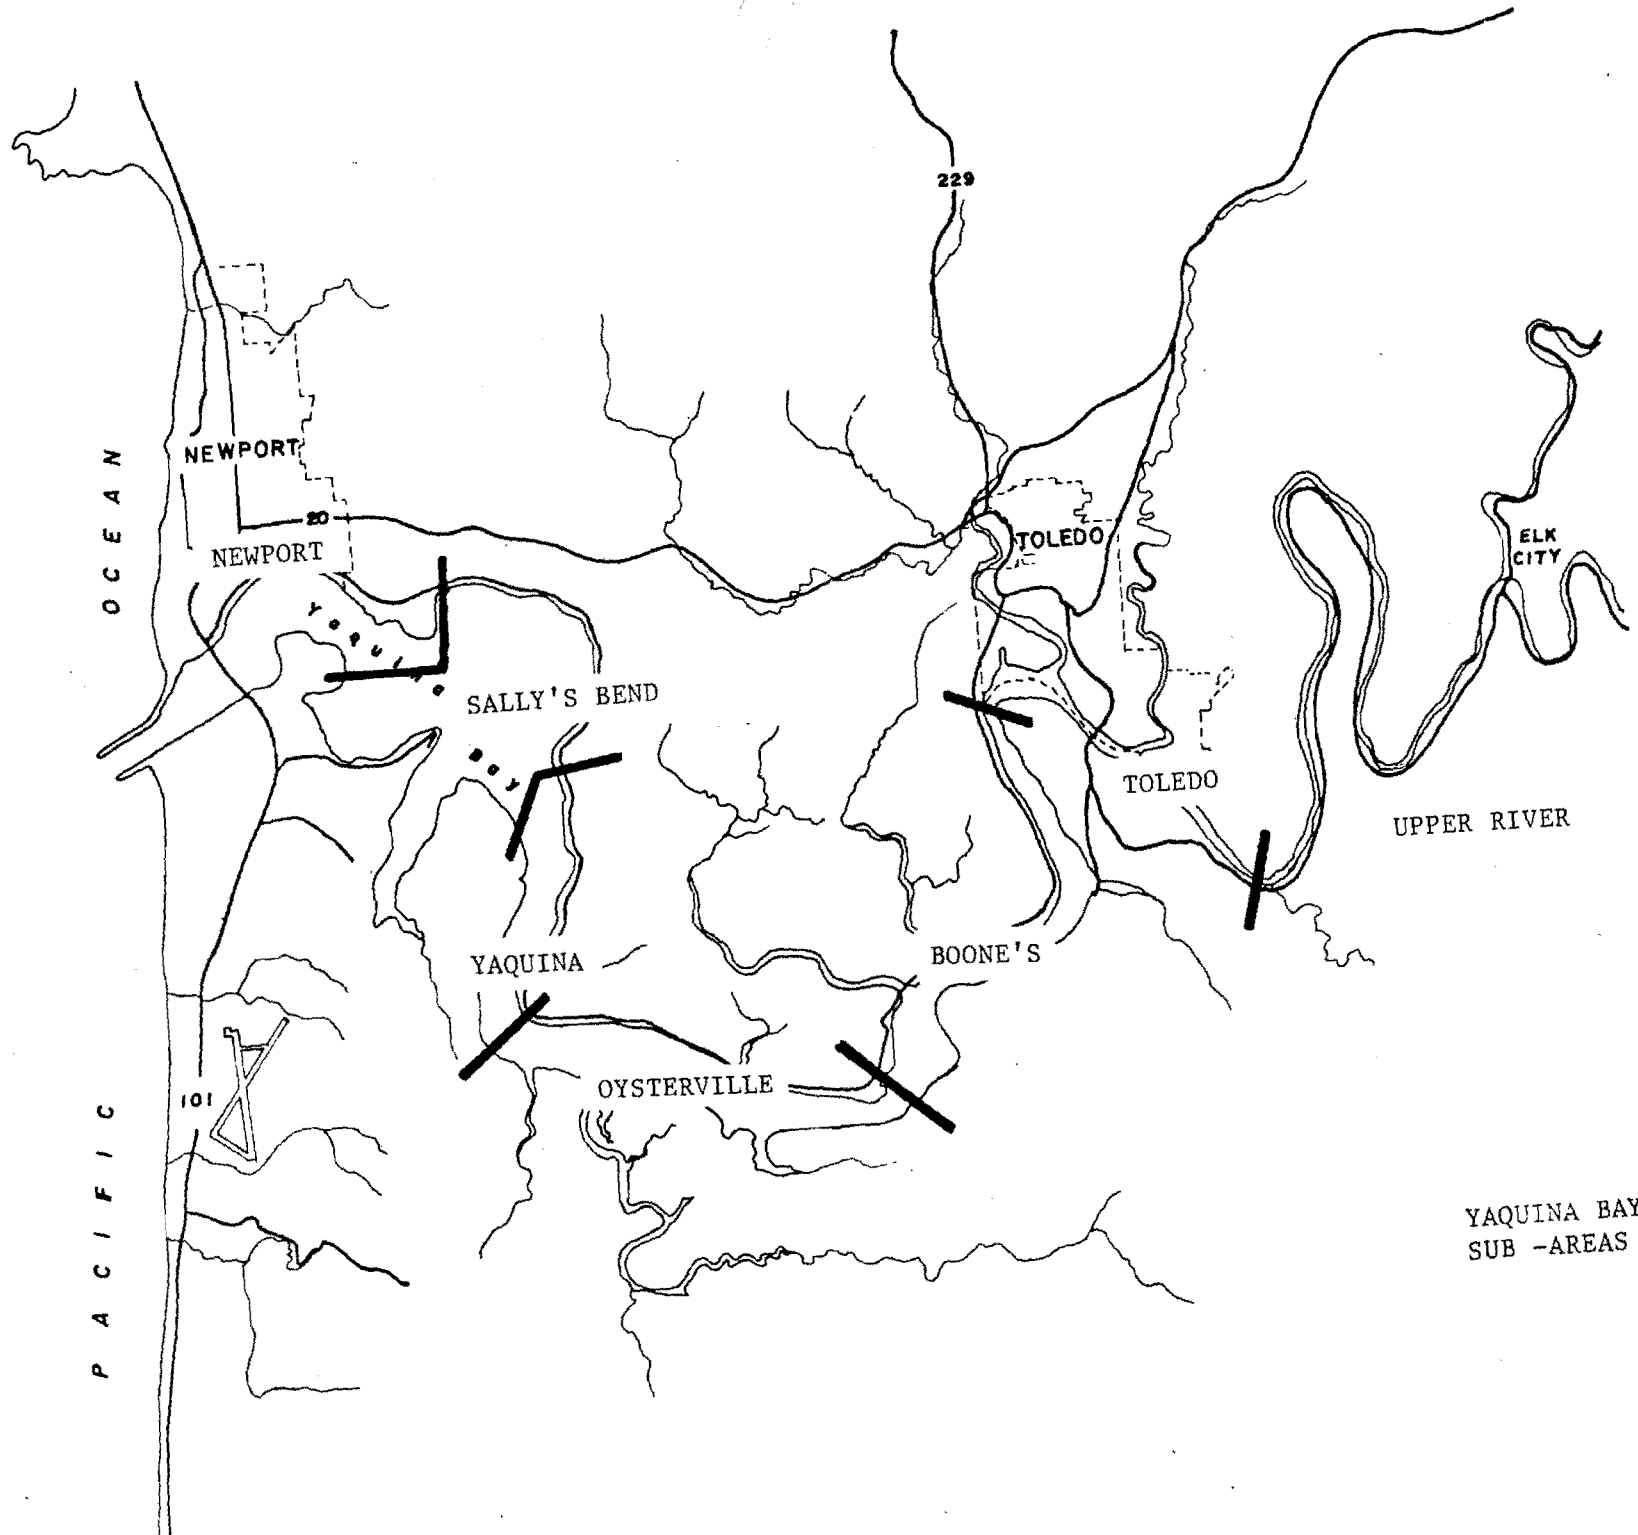 229
NEWPORT
OCEAN
20
NEWPORT
TOLEDO
ELK
CITY
Yaquina
SALLY'S BEND
Bay
TOLEDO
UPPER RIVER
YAQUINA
BOONE'S
OYSTERVILLE
101
PACIFIC
YAQUINA BAY
SUB -AREAS